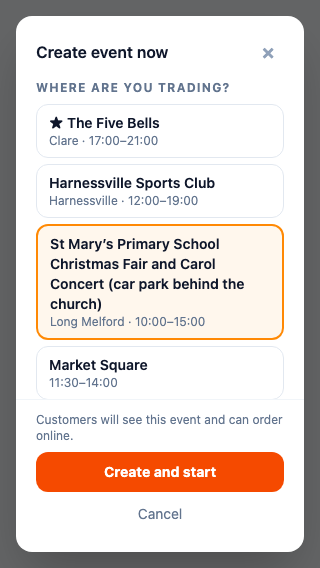 Create event now
WHERE ARE YOU TRADING?
★ The Five Bells
Clare · 17:00–21:00
Harnessville Sports Club
Harnessville · 12:00–19:00
St Mary’s Primary School
Christmas Fair and Carol
Concert (car park behind the
church)
Long Melford · 10:00–15:00
Market Square
11:30–14:00
Customers will see this event and can order
online.
Create and start
Cancel